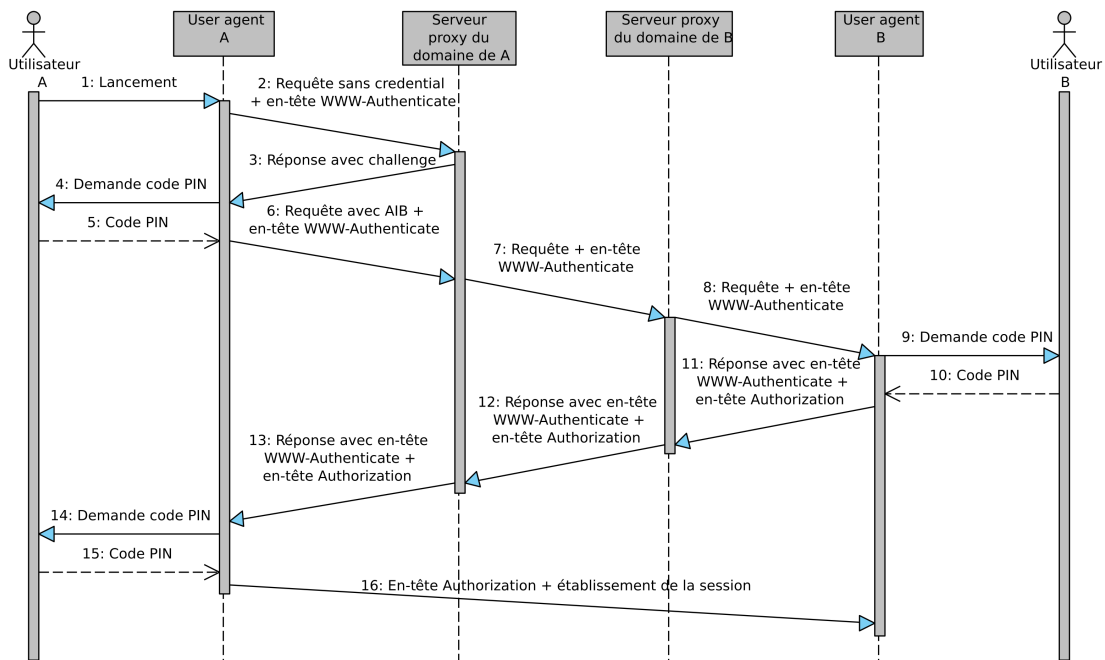 User agent
A
Serveur
proxy du
domaine de A
Serveur proxy
du domaine de B
User agent
B
Utilisateur
A
Utilisateur
B
1: Lancement
2: Requête sans credential
+ en-tête WWW-Authenticate
3: Réponse avec challenge
4: Demande code PIN
5: Code PIN
6: Requête avec AIB +
en-tête WWW-Authenticate
7: Requête + en-tête
WWW-Authenticate
8: Requête + en-tête
WWW-Authenticate
9: Demande code PIN
10: Code PIN
11: Réponse avec en-tête
WWW-Authenticate +
en-tête Authorization
12: Réponse avec en-tête
WWW-Authenticate +
en-tête Authorization
13: Réponse avec en-tête
WWW-Authenticate +
en-tête Authorization
14: Demande code PIN
15: Code PIN
16: En-tête Authorization + établissement de la session